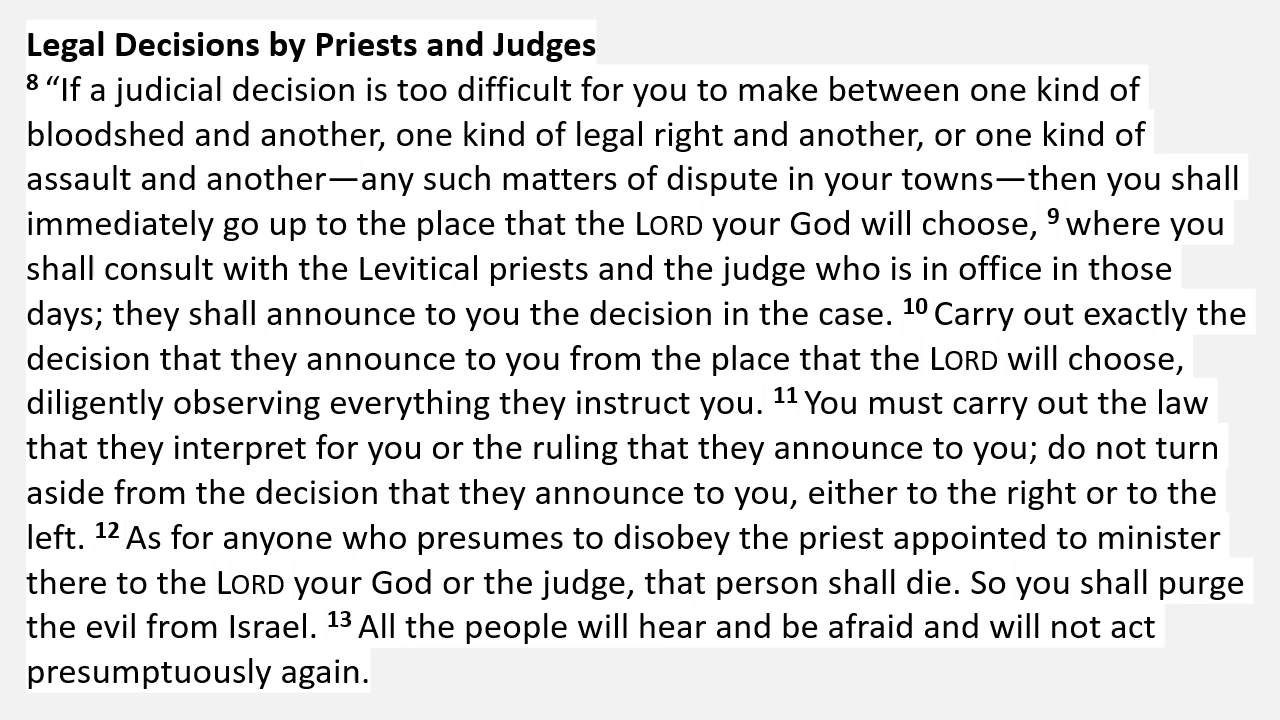 Legal Decisions by Priests and Judges
8 “If a judicial decision is too difficult for you to make between one kind of
bloodshed and another, one kind of legal right and another, or one kind of
assault and another—any such matters of dispute in your towns—then you shall
immediately go up to the place that the LORD your God will choose, 9 where you
shall consult with the Levitical priests and the judge who is in office in those
days; they shall announce to you the decision in the case. 10 Carry out exactly the
decision that they announce to you from the place that the LORD will choose,
diligently observing everything they instruct you. 11 You must carry out the law
that they interpret for you or the ruling that they announce to you; do not turn
aside from the decision that they announce to you, either to the right or to the
left. 12 As for anyone who presumes to disobey the priest appointed to minister
there to the LORD your God or the judge, that person shall die. So you shall purge
the evil from Israel. 13 All the people will hear and be afraid and will not act
presumptuously again.